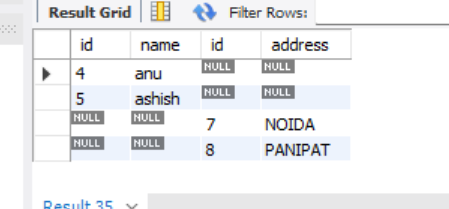 Result Grid Filter Rows:
id name id address
4 anu NULL NULL
5 ashish NULL NULL
NULL NULL 7 NOIDA
NULL NULL 8 PANIPAT
Result 35